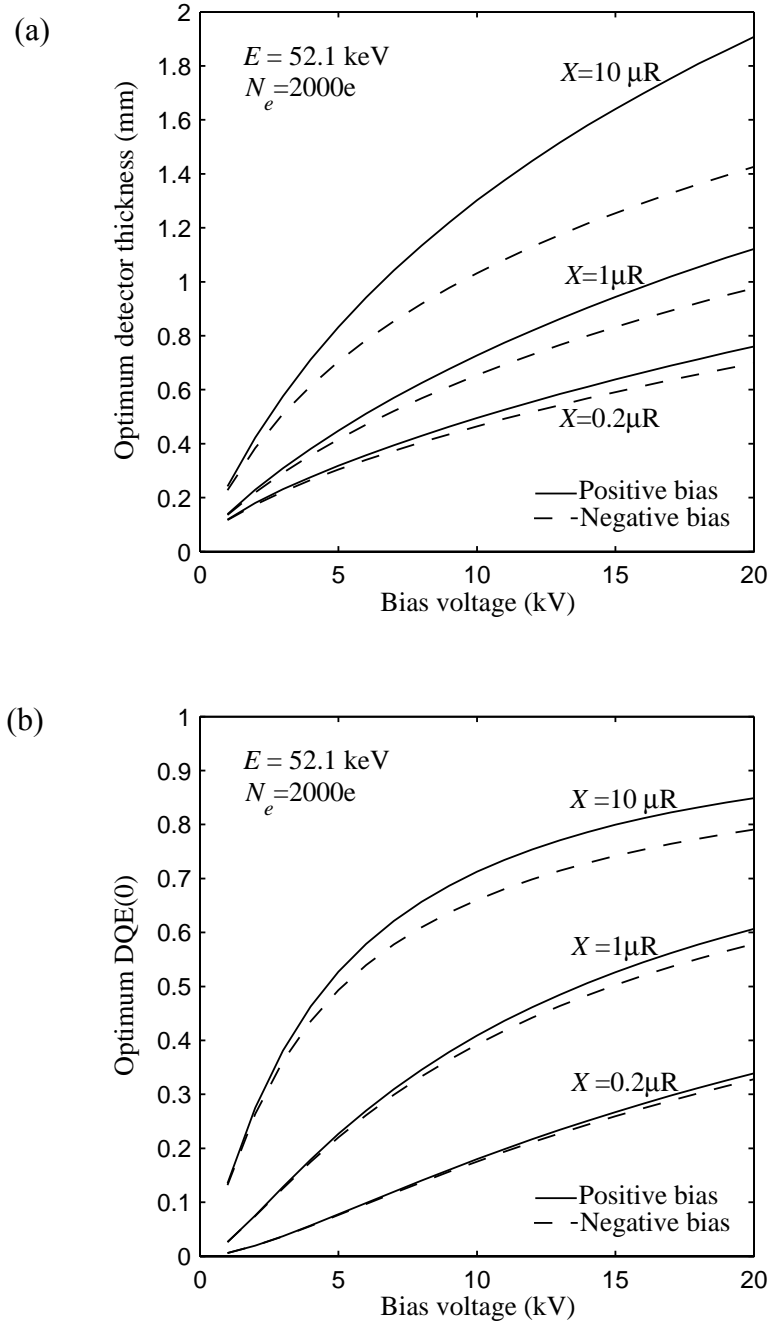 (a)
2
1.8
1.6
1.4
1.2
1
0.8
0.6
0.4
0.2
0
Optimum detector thickness (mm)
E = 52.1 keV
N_e=2000e
X=10 μR
X=1μR
X=0.2μR
Positive bias
Negative bias
0 5 10 15 20
Bias voltage (kV)
(b)
1
0.9
0.8
0.7
0.6
0.5
0.4
0.3
0.2
0.1
0
Optimum DQE(0)
E = 52.1 keV
N_e=2000e
X =10 μR
X =1μR
X =0.2μR
Positive bias
Negative bias
0 5 10 15 20
Bias voltage (kV)